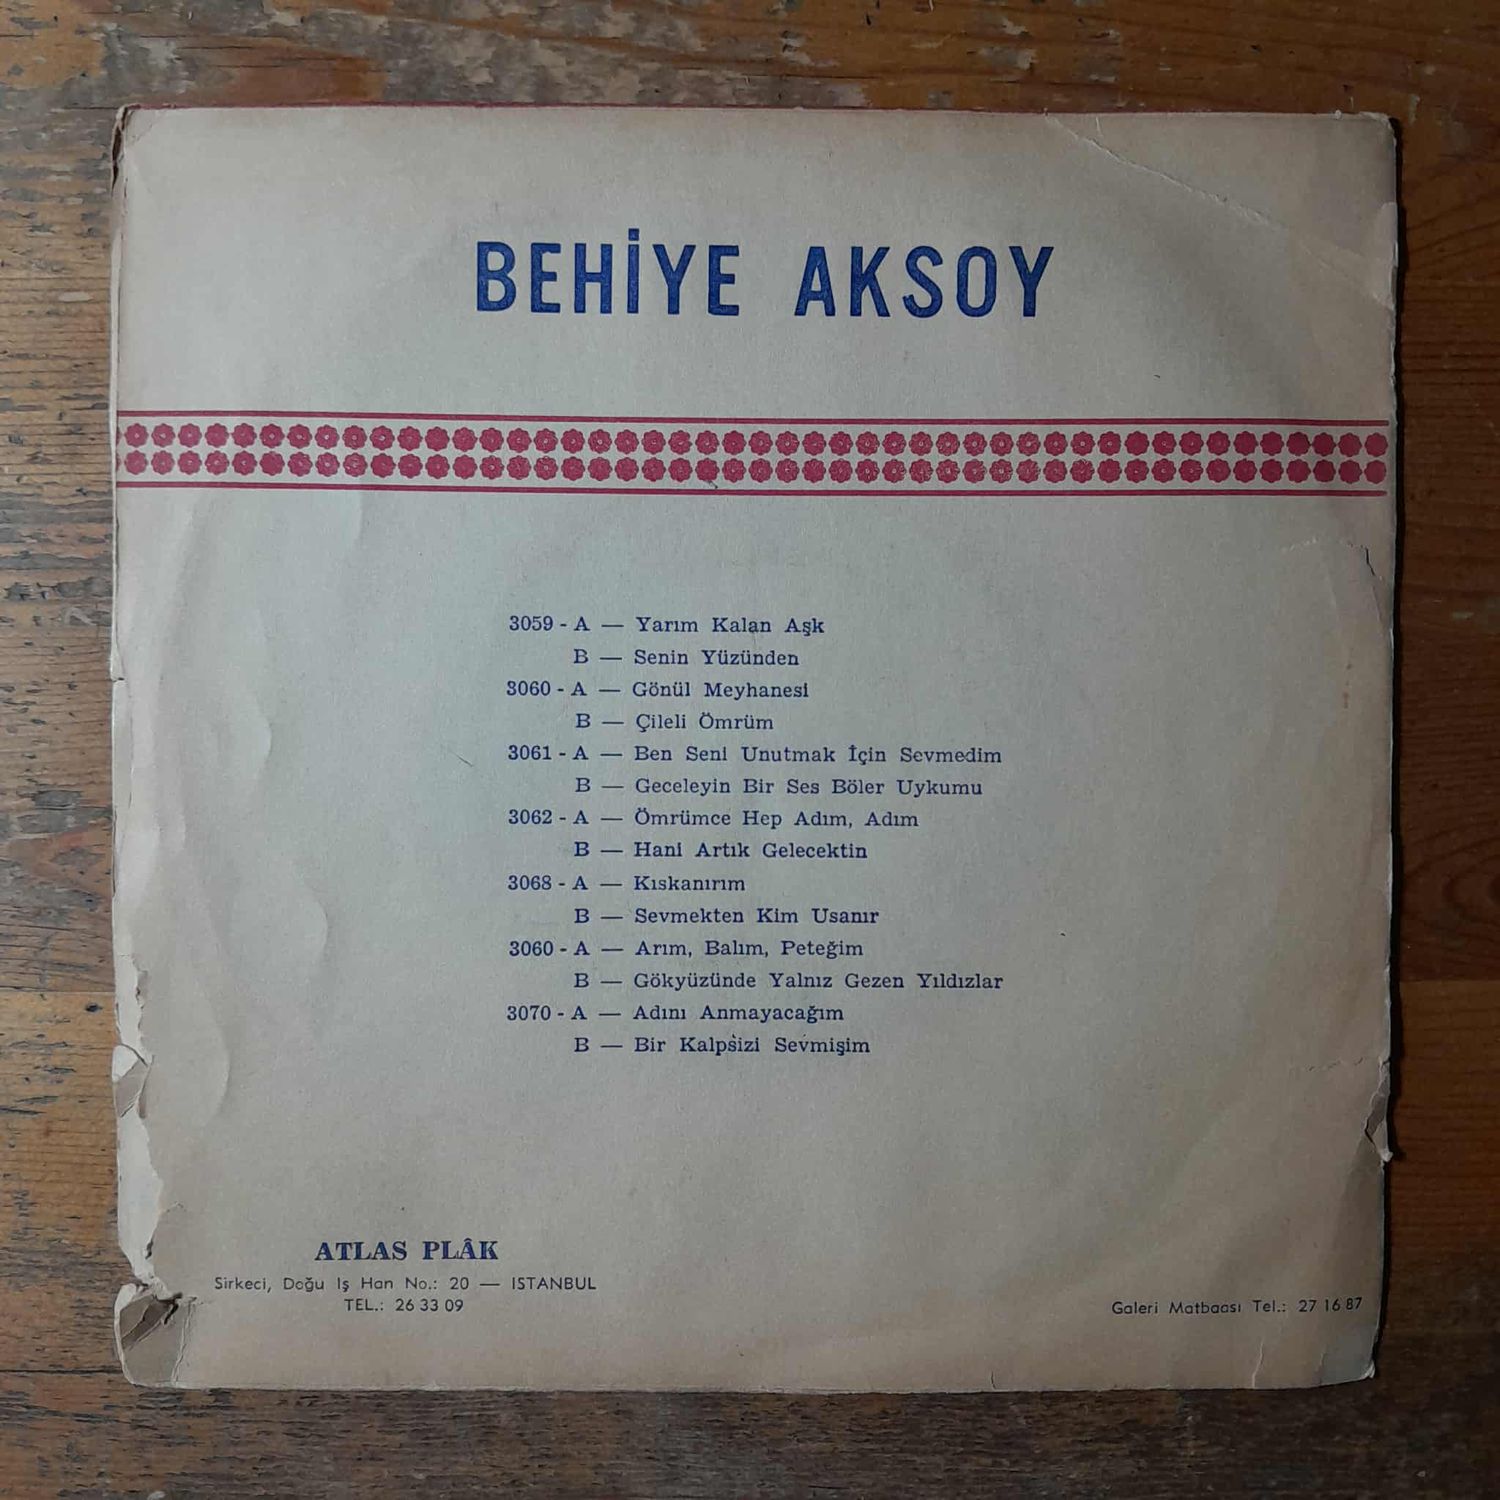 BEHİYE AKSOY
3059 - A — Yarım Kalan Aşk
B — Senin Yüzünden
3060 - A — Gönül Meyhanesi
B — Çileli Ömrüm
3061 - A — Ben Seni Unutmak İçin Sevmedim
B — Geceleyin Bir Ses Böler Uykumu
3062 - A — Ömrümce Hep Adım, Adım
B — Hani Artık Gelecektin
3068 - A — Kıskanırım
B — Sevmekten Kim Usanır
3060 - A — Arım, Balım, Peteğim
B — Gökyüzünde Yalnız Gezen Yıldızlar
3070 - A — Adını Anmayacağım
B — Bir Kalpsizi Sevmişim
ATLAS PLÂK
Sirkeci, Doğu Iş Han No.: 20 — ISTANBUL
TEL.: 26 33 09
Galeri Matbaası Tel.: 27 16 87